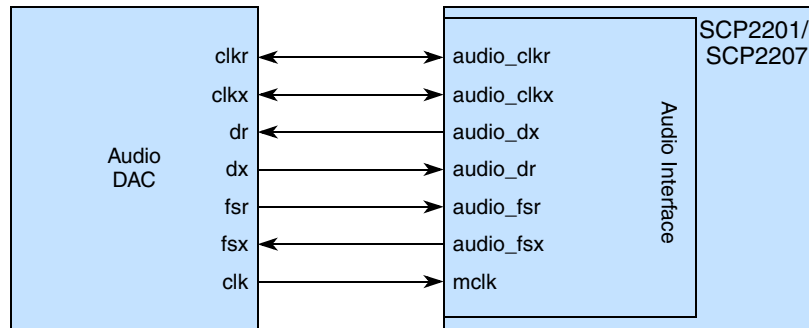 SCP2201/
SCP2207
clkr
audio_clkr
clkx
audio_clkx
dr
audio_dx
dx
audio_dr
fsr
audio_fsr
fsx
audio_fsx
clk
mclk
Audio
DAC
Audio Interface